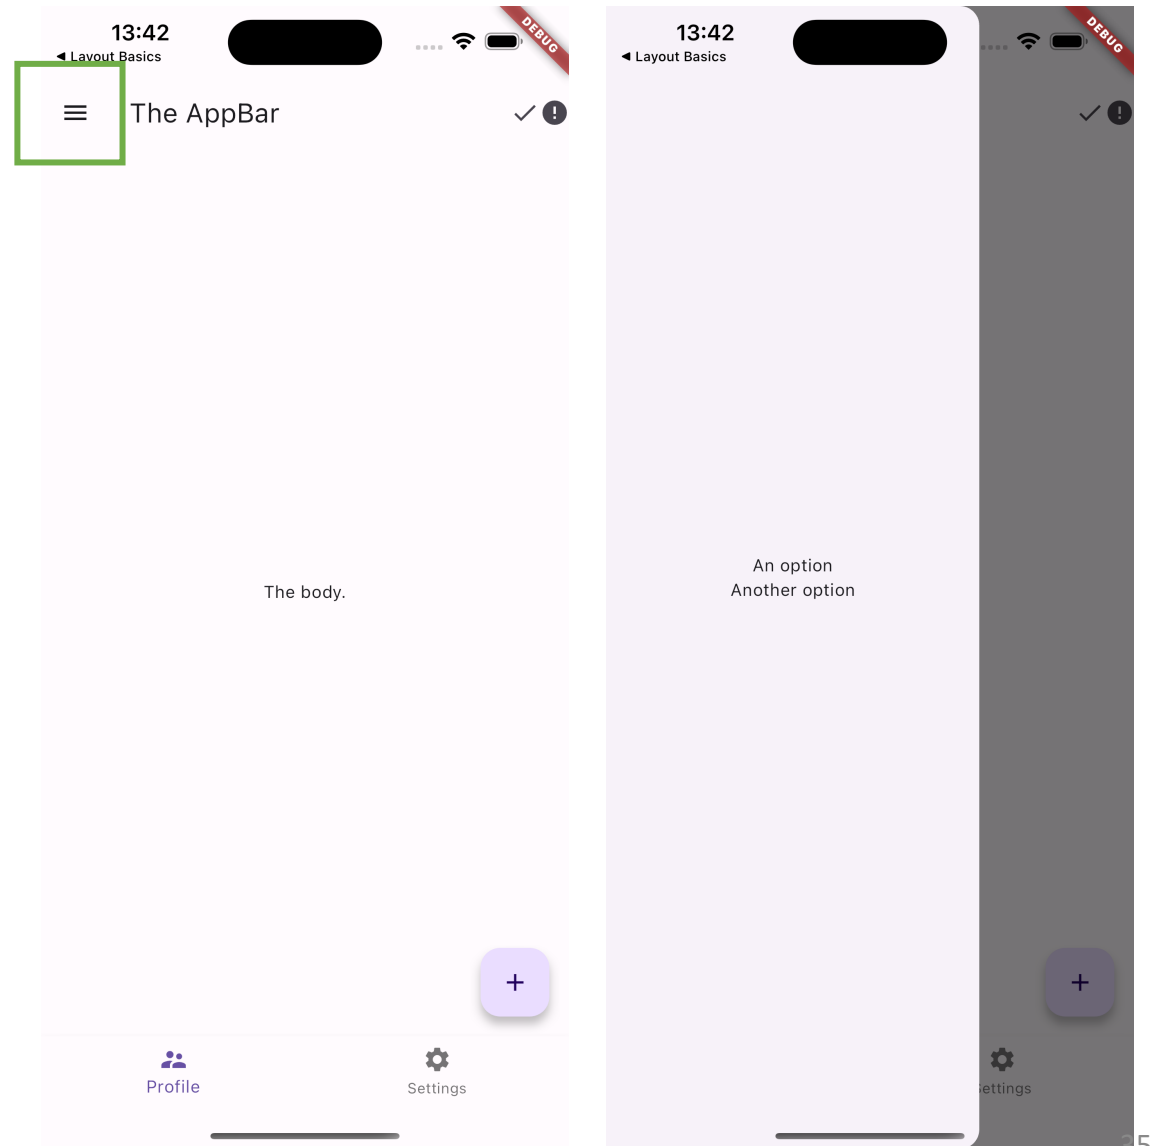 13:42
◀ Layout Basics
DEBUG
The AppBar
The body.
Profile
Settings
13:42
◀ Layout Basics
DEBUG
An option
Another option
ettings
35